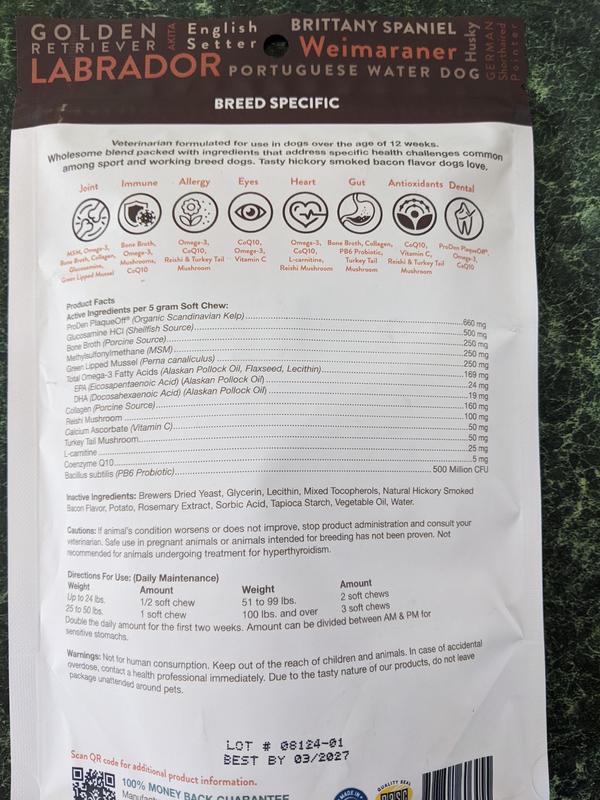 GOLDEN RETRIEVER
AKITA
English Setter
BRITTANY SPANIEL
Weimaraner
Husky
GERMAN Shorthaired Pointer
LABRADOR
PORTUGUESE WATER DOG
BREED SPECIFIC
Veterinarian formulated for use in dogs over the age of 12 weeks.
Wholesome blend packed with ingredients that address specific health challenges common
among sport and working breed dogs. Tasty hickory smoked bacon flavor dogs love.
Joint Immune Allergy Eyes Heart Gut Antioxidants Dental
MSM, Omega-3,
Bone Broth, Collagen,
Glucosamine,
Green Lipped Mussel
Bone Broth,
Omega-3,
Mushrooms,
CoQ10
Omega-3,
CoQ10,
Reishi & Turkey Tail
Mushroom
CoQ10,
Omega-3,
Vitamin C
Omega-3,
CoQ10,
L-carnitine,
Reishi Mushroom
Bone Broth, Collagen,
PB6 Probiotic,
Turkey Tail
Mushroom
CoQ10,
Vitamin C,
Reishi & Turkey Tail
Mushroom
ProDen PlaqueOff®,
Omega-3,
CoQ10
Product Facts
Active Ingredients per 5 gram Soft Chew:
ProDen PlaqueOff® (Organic Scandinavian Kelp) 660 mg
Glucosamine HCl (Shellfish Source) 500 mg
Bone Broth (Porcine Source) 250 mg
Methylsulfonylmethane (MSM) 250 mg
Green Lipped Mussel (Perna canaliculus) 250 mg
Total Omega-3 Fatty Acids (Alaskan Pollock Oil, Flaxseed, Lecithin) 169 mg
EPA (Eicosapentaenoic Acid) (Alaskan Pollock Oil) 24 mg
DHA (Docosahexaenoic Acid) (Alaskan Pollock Oil) 19 mg
Collagen (Porcine Source) 160 mg
Reishi Mushroom 100 mg
Calcium Ascorbate (Vitamin C) 50 mg
Turkey Tail Mushroom 50 mg
L-carnitine 25 mg
Coenzyme Q10 5 mg
Bacillus subtilis (PB6 Probiotic) 500 Million CFU
Inactive Ingredients: Brewers Dried Yeast, Glycerin, Lecithin, Mixed Tocopherols, Natural Hickory Smoked
Bacon Flavor, Potato, Rosemary Extract, Sorbic Acid, Tapioca Starch, Vegetable Oil, Water.
Cautions: If animal's condition worsens or does not improve, stop product administration and consult your
veterinarian. Safe use in pregnant animals or animals intended for breeding has not been proven. Not
recommended for animals undergoing treatment for hyperthyroidism.
Directions For Use: (Daily Maintenance)
Weight Amount Weight Amount
Up to 24 lbs. 1/2 soft chew 51 to 99 lbs. 2 soft chews
25 to 50 lbs. 1 soft chew 100 lbs. and over 3 soft chews
Double the daily amount for the first two weeks. Amount can be divided between AM & PM for
sensitive stomachs.
Warnings: Not for human consumption. Keep out of the reach of children and animals. In case of accidental
overdose, contact a health professional immediately. Due to the tasty nature of our products, do not leave
package unattended around pets.
LOT # 08124-01
BEST BY 03/2027
Scan QR code for additional product information.
100% MONEY BACK GUARANTEE
MADE IN
QUALITY SEAL